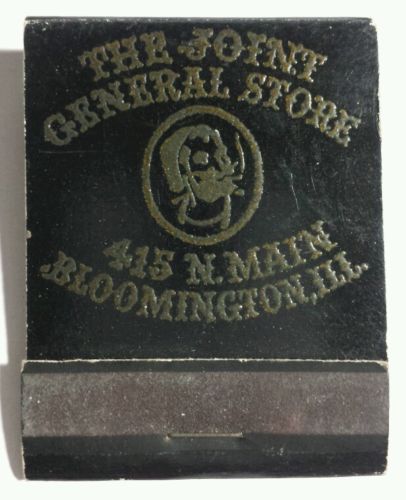 THE JOINT
GENERAL STORE
415 N. MAIN
BLOOMINGTON, ILL.